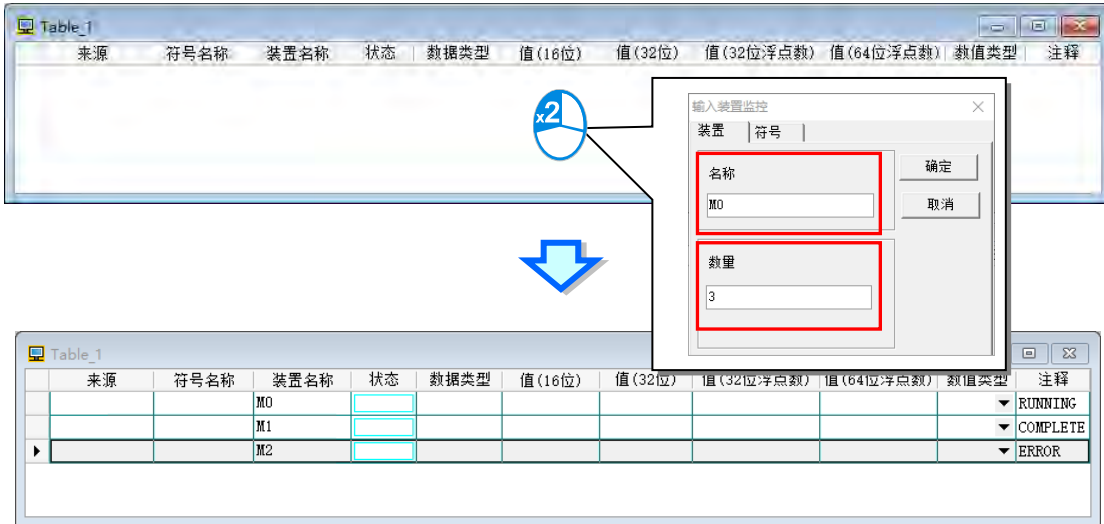 Table_1
来源 符号名称 装置名称 状态 数据类型 值(16位) 值(32位) 值(32位浮点数) 值(64位浮点数) 数值类型 注释
x2
输入装置监控
装置 符号
名称 确定
M0 取消
数量
3
Table_1
来源 符号名称 装置名称 状态 数据类型 值(16位) 值(32位) 值(32位浮点数) 值(64位浮点数) 数值类型 注释
M0 RUNNING
M1 COMPLETE
M2 ERROR